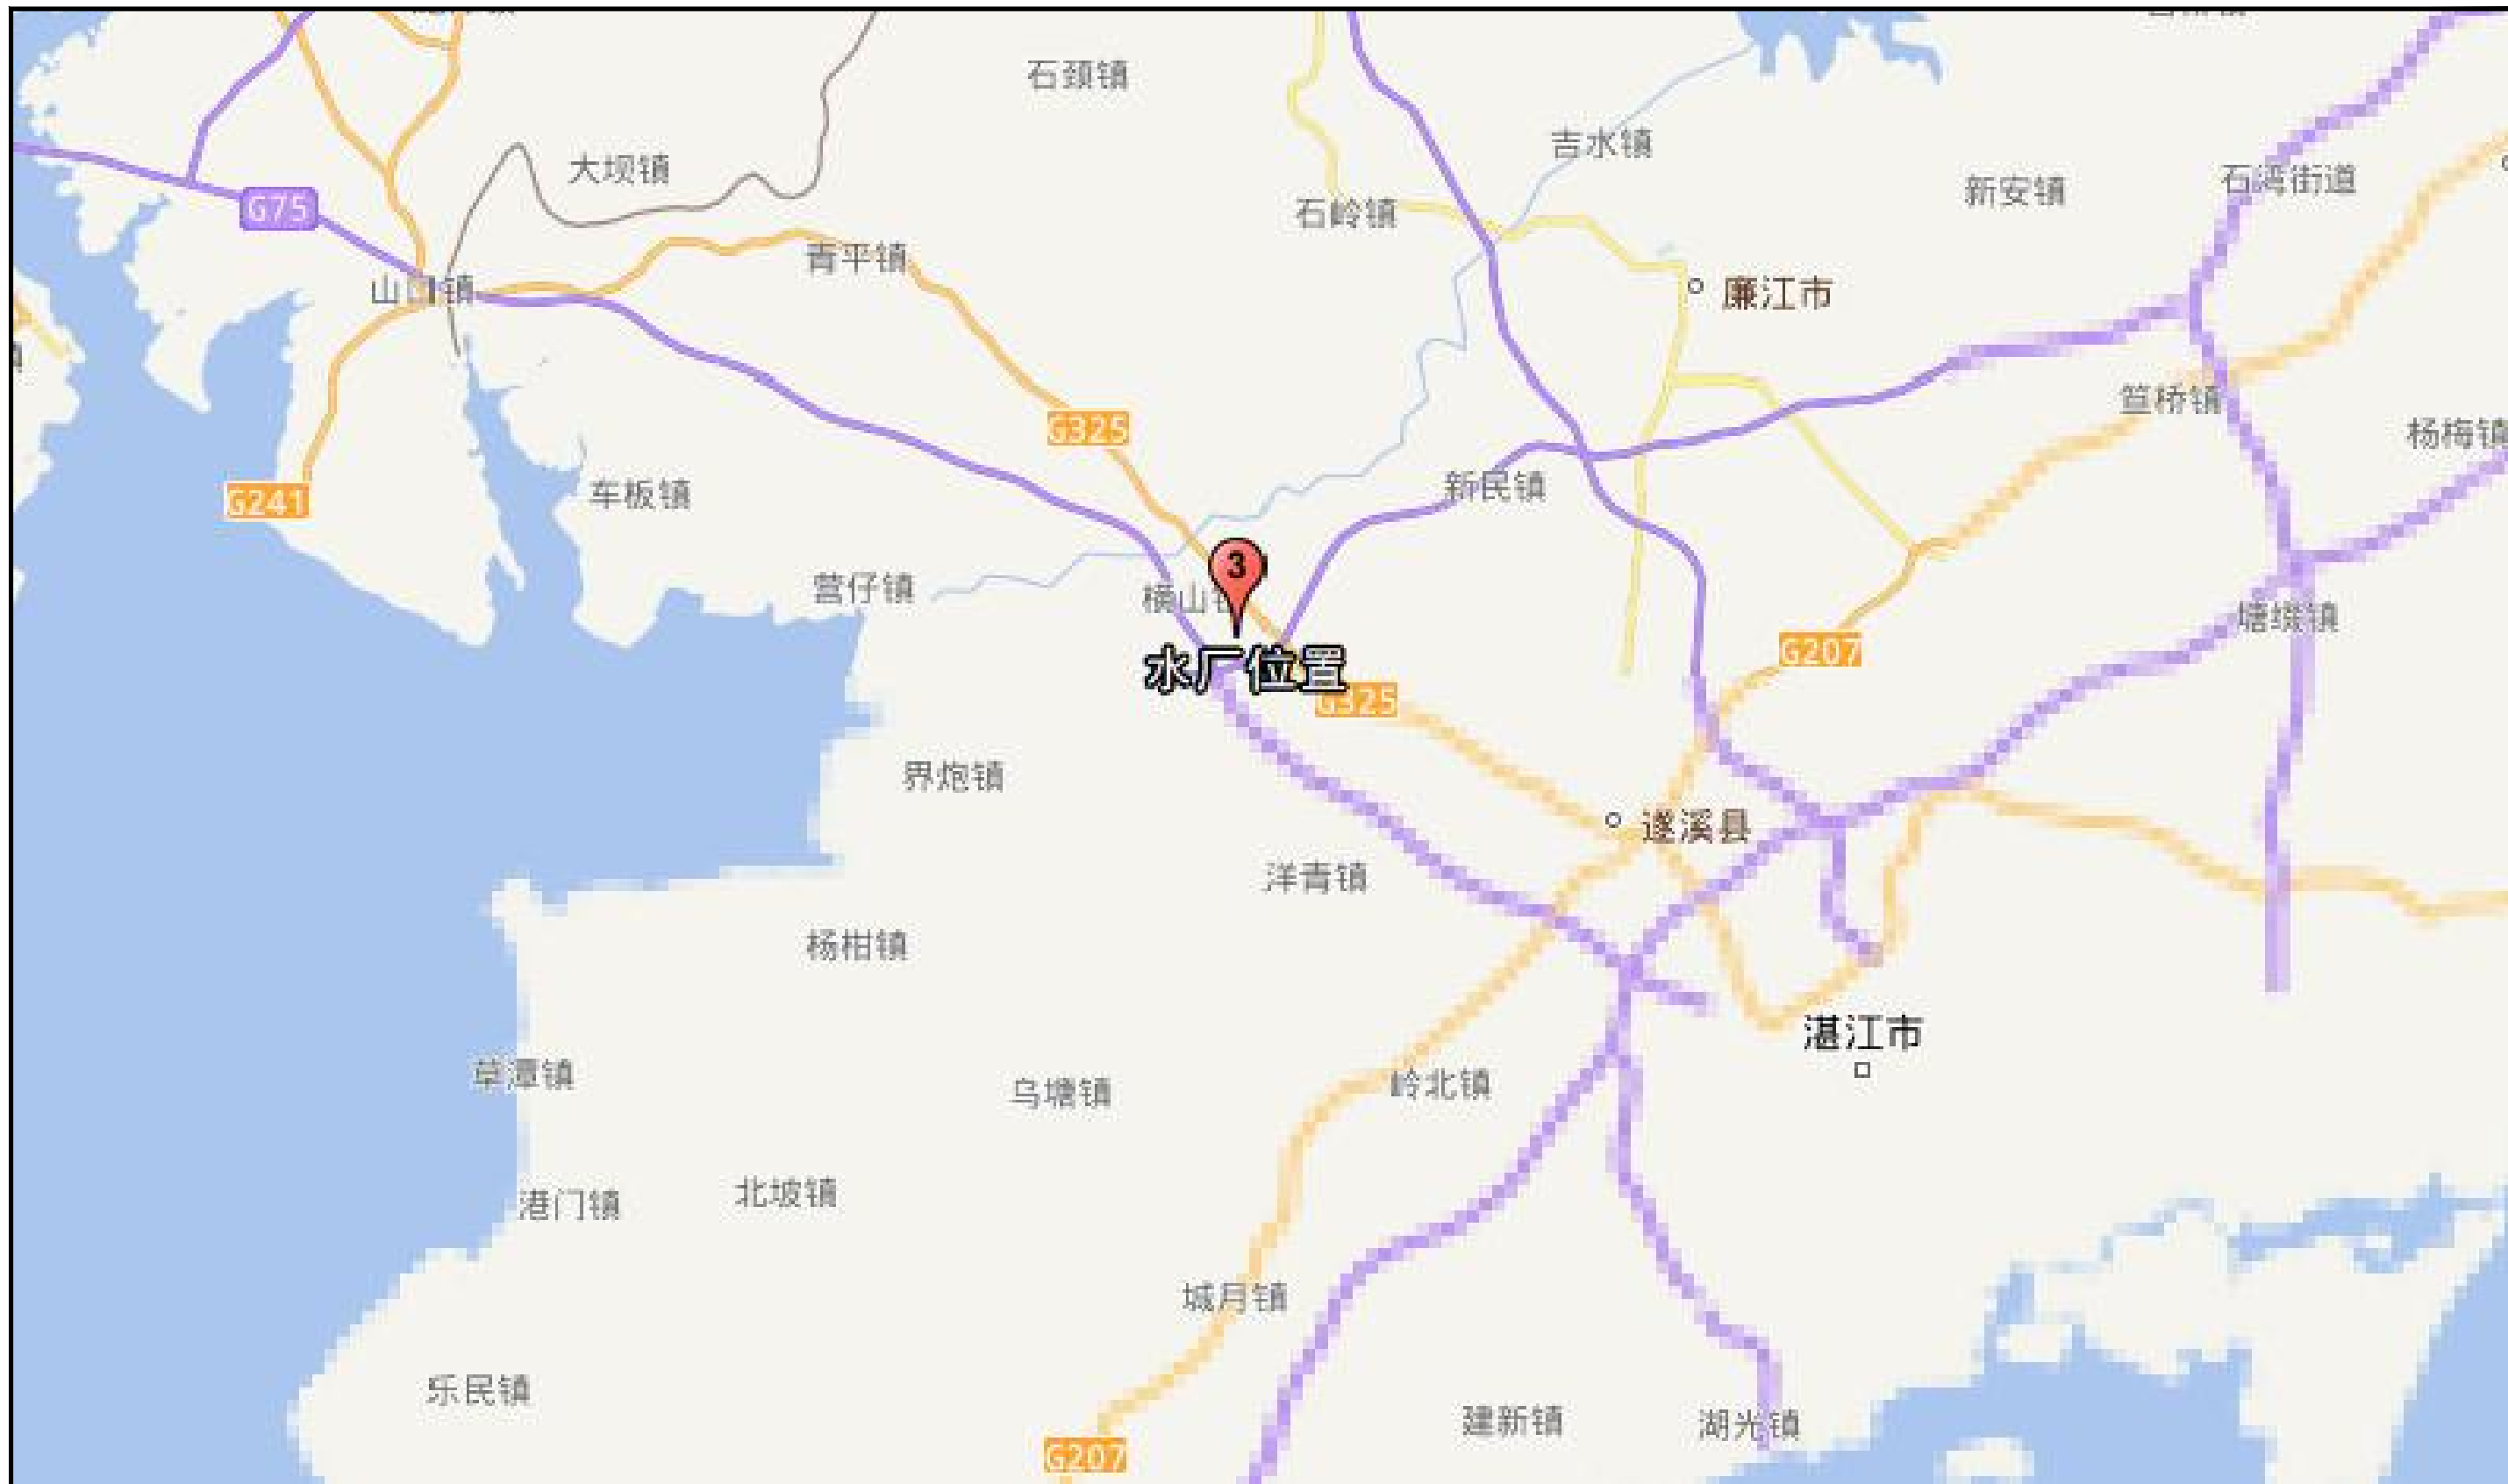 石颈镇
吉水镇
大坝镇
石湾街道
新安镇
G75
石岭镇
青平镇
山口镇
廉江市
笪桥镇
G325
杨梅镇
新民镇
车板镇
G241
3
营仔镇
横山镇
塘㙍镇
G207
水厂位置
G325
界炮镇
遂溪县
洋青镇
杨柑镇
湛江市
草潭镇
岭北镇
乌塘镇
北坡镇
港门镇
城月镇
乐民镇
建新镇
湖光镇
G207